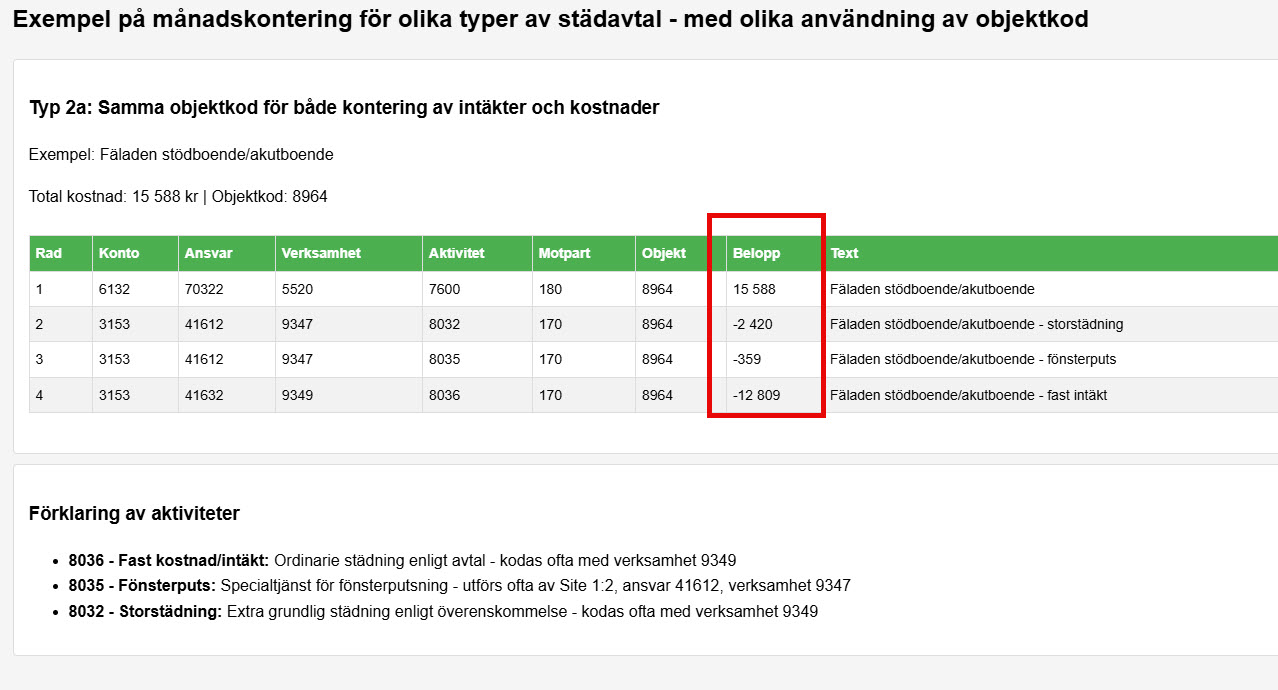 Exempel på månadskontering för olika typer av städavtal - med olika användning av objektkod
Typ 2a: Samma objektkod för både kontering av intäkter och kostnader
Exempel: Fäladen stödboende/akutboende
Total kostnad: 15 588 kr | Objektkod: 8964
Rad Konto Ansvar Verksamhet Aktivitet Motpart Objekt Belopp Text
1 6132 70322 5520 7600 180 8964 15 588 Fäladen stödboende/akutboende
2 3153 41612 9347 8032 170 8964 -2 420 Fäladen stödboende/akutboende - storstädning
3 3153 41612 9347 8035 170 8964 -359 Fäladen stödboende/akutboende - fönsterputs
4 3153 41632 9349 8036 170 8964 -12 809 Fäladen stödboende/akutboende - fast intäkt
Förklaring av aktiviteter
• 8036 - Fast kostnad/intäkt: Ordinarie städning enligt avtal - kodas ofta med verksamhet 9349
• 8035 - Fönsterputs: Specialtjänst för fönsterputsning - utförs ofta av Site 1:2, ansvar 41612, verksamhet 9347
• 8032 - Storstädning: Extra grundlig städning enligt överenskommelse - kodas ofta med verksamhet 9349